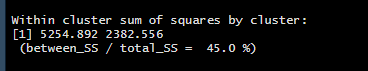 Within cluster sum of squares by cluster:
[1] 5254.892 2382.556
(between_SS / total_SS =  45.0 %)